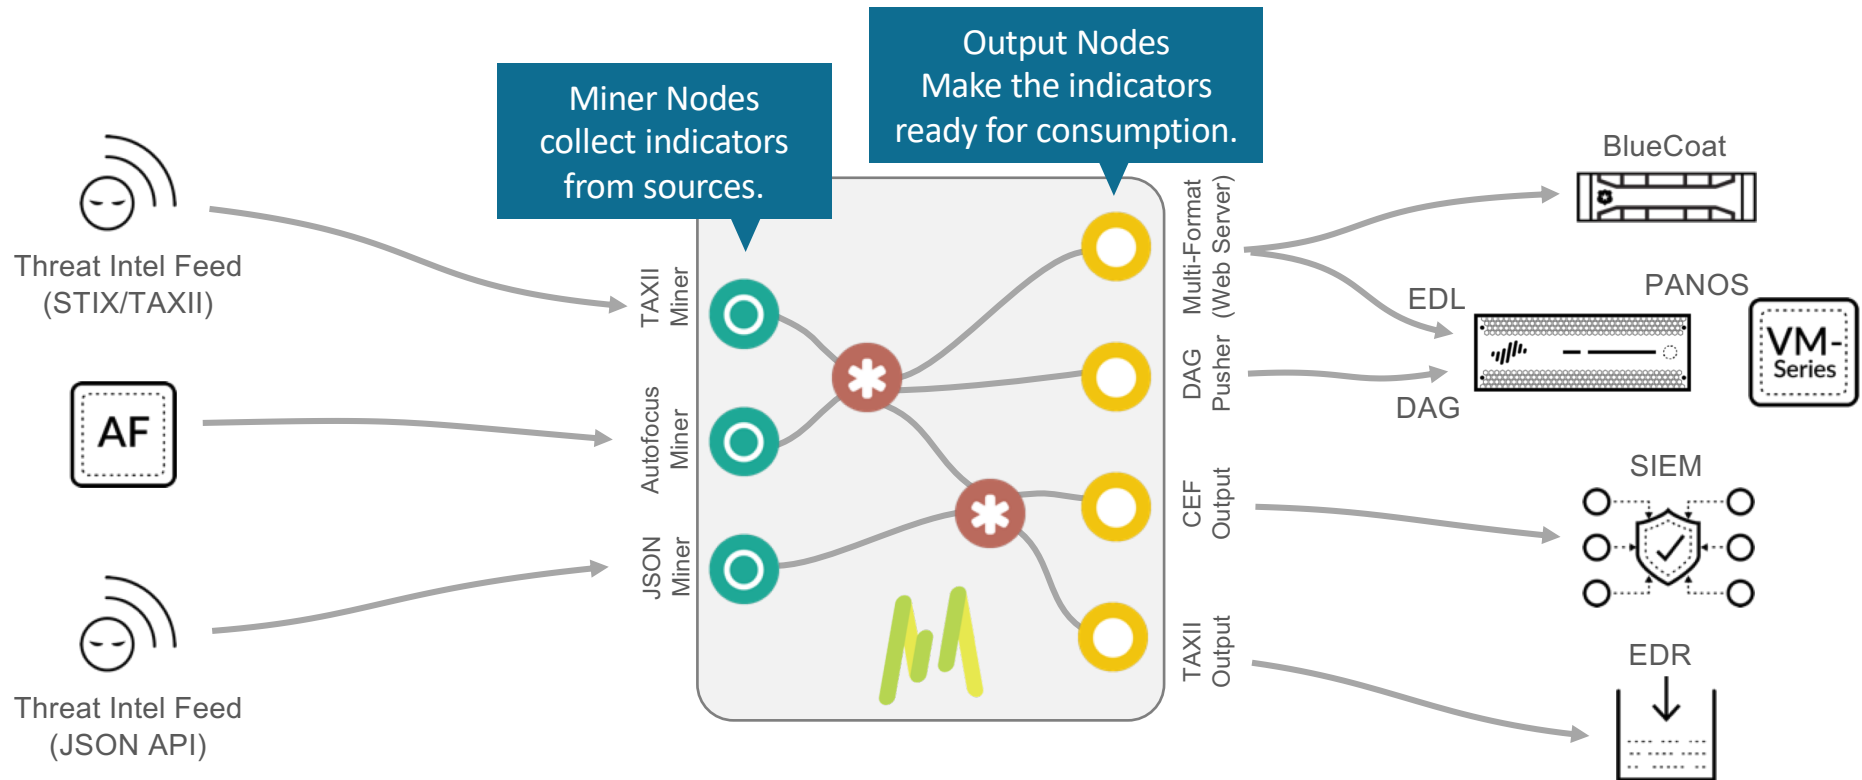 Miner Nodes
collect indicators
from sources.
Output Nodes
Make the indicators
ready for consumption.
Threat Intel Feed
(STIX/TAXII)
AF
Threat Intel Feed
(JSON API)
TAXII
Miner
Autofocus
Miner
JSON
Miner
Multi-Format
(Web Server)
DAG
Pusher
CEF
Output
TAXII
Output
BlueCoat
EDL
PANOS
VM-
Series
DAG
SIEM
EDR